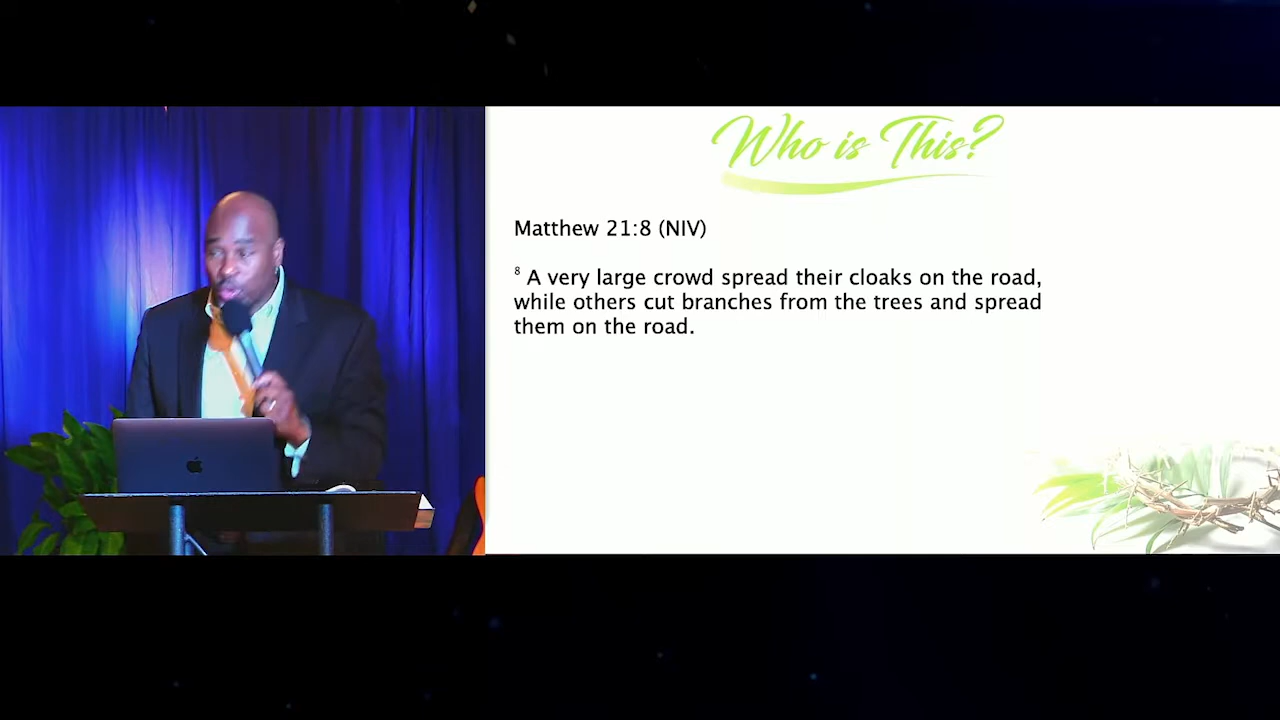 Who is This?
Matthew 21:8 (NIV)
8 A very large crowd spread their cloaks on the road,
while others cut branches from the trees and spread
them on the road.